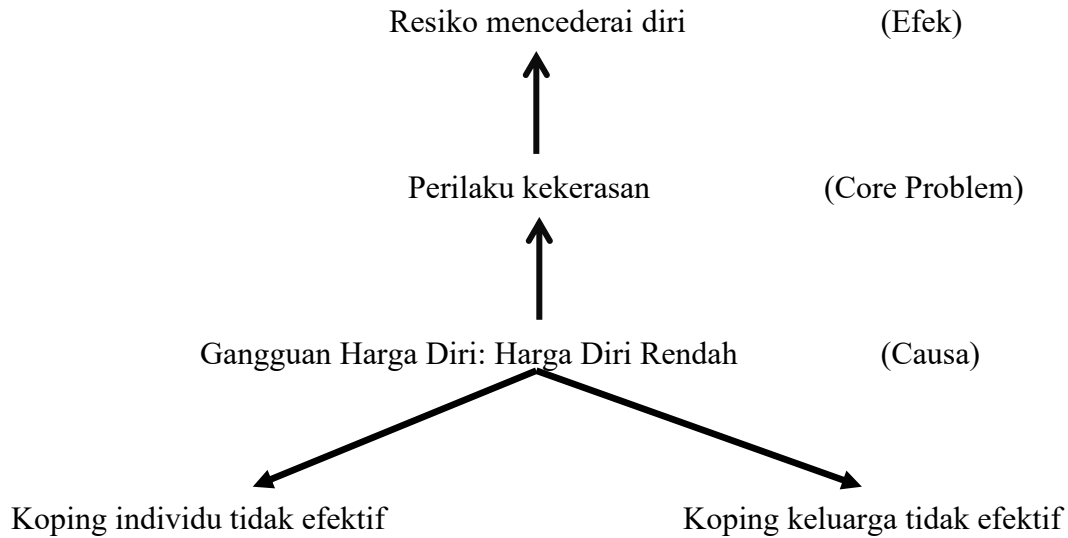 Resiko mencederai diri (Efek)
Perilaku kekerasan (Core Problem)
Gangguan Harga Diri: Harga Diri Rendah (Causa)
Koping individu tidak efektif Koping keluarga tidak efektif